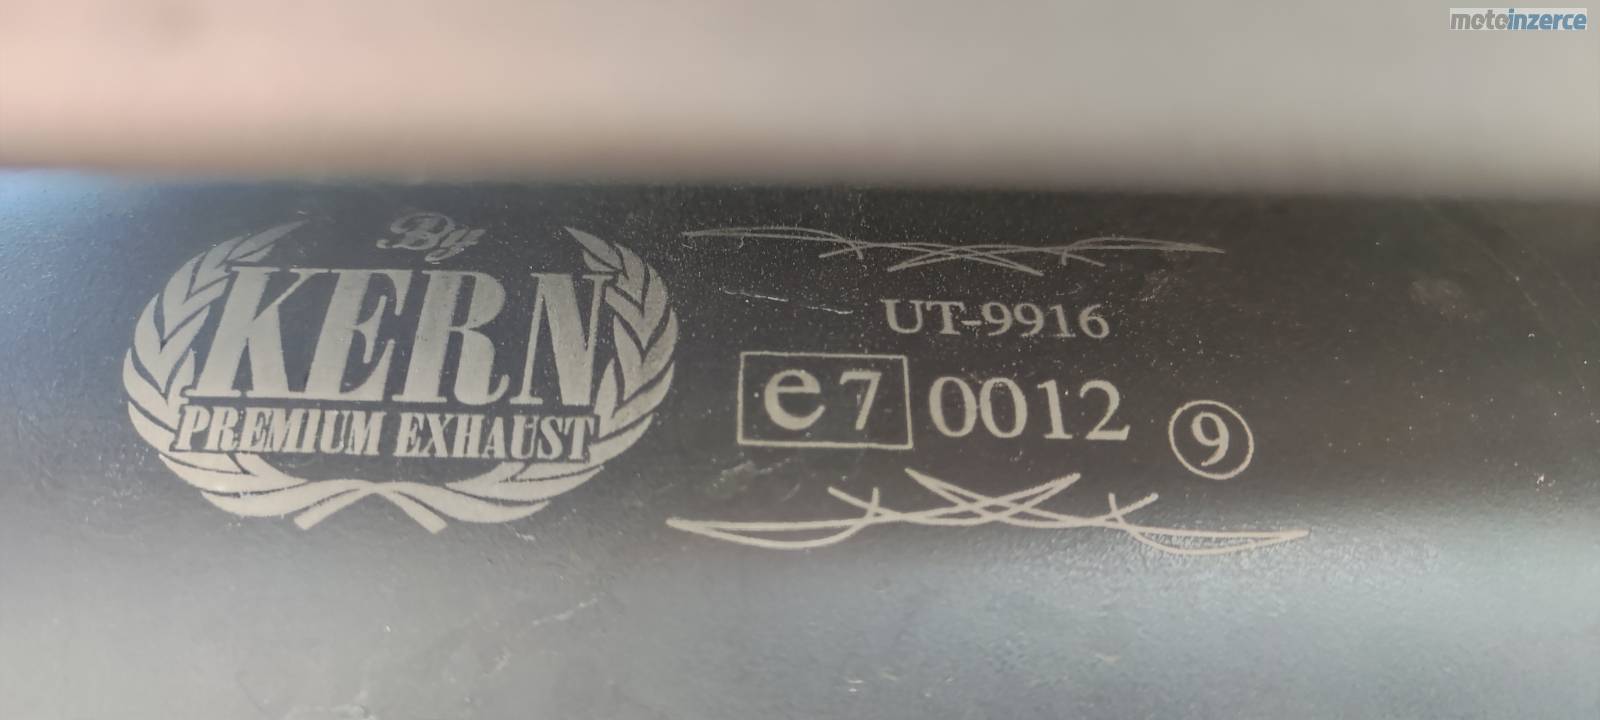 motoinzerce
By
KERN
PREMIUM EXHAUST
UT-9916
e7 0012 9